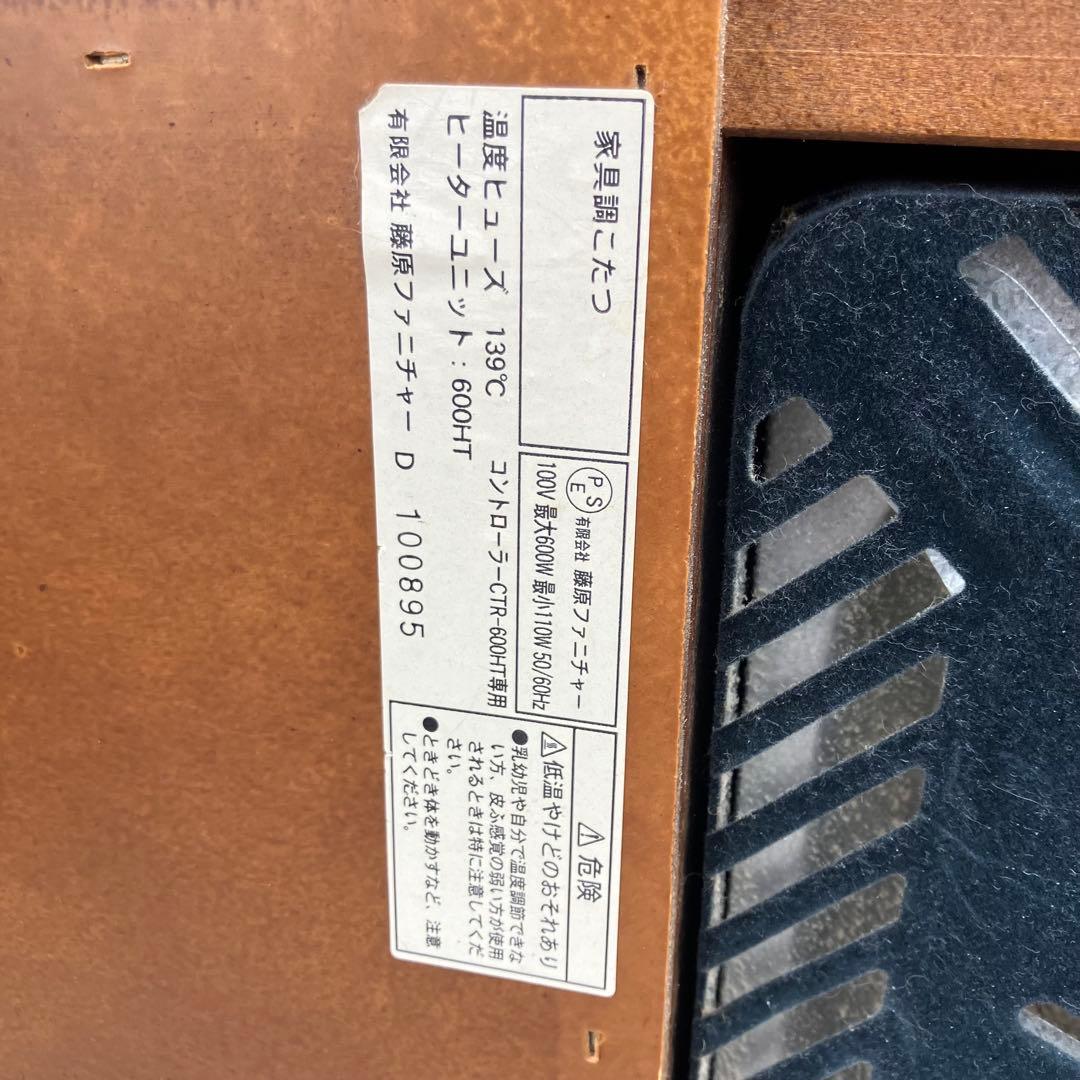 家具調こたつ
PSE 有限会社 藤原ファニチャー
100V 最大600W 最小110W 50/60Hz
温度ヒューズ 139℃
ヒーターユニット：600HT
コントローラーCTR-600HT専用
有限会社 藤原ファニチャー D 100895
⚠危険
⚠低温やけどのおそれあり
●乳幼児や自分で温度調節できな
い方、皮ふ感覚の弱い方が使用
されるときは特に注意してくだ
さい。
●ときどき体を動かすなど、注意
してください。